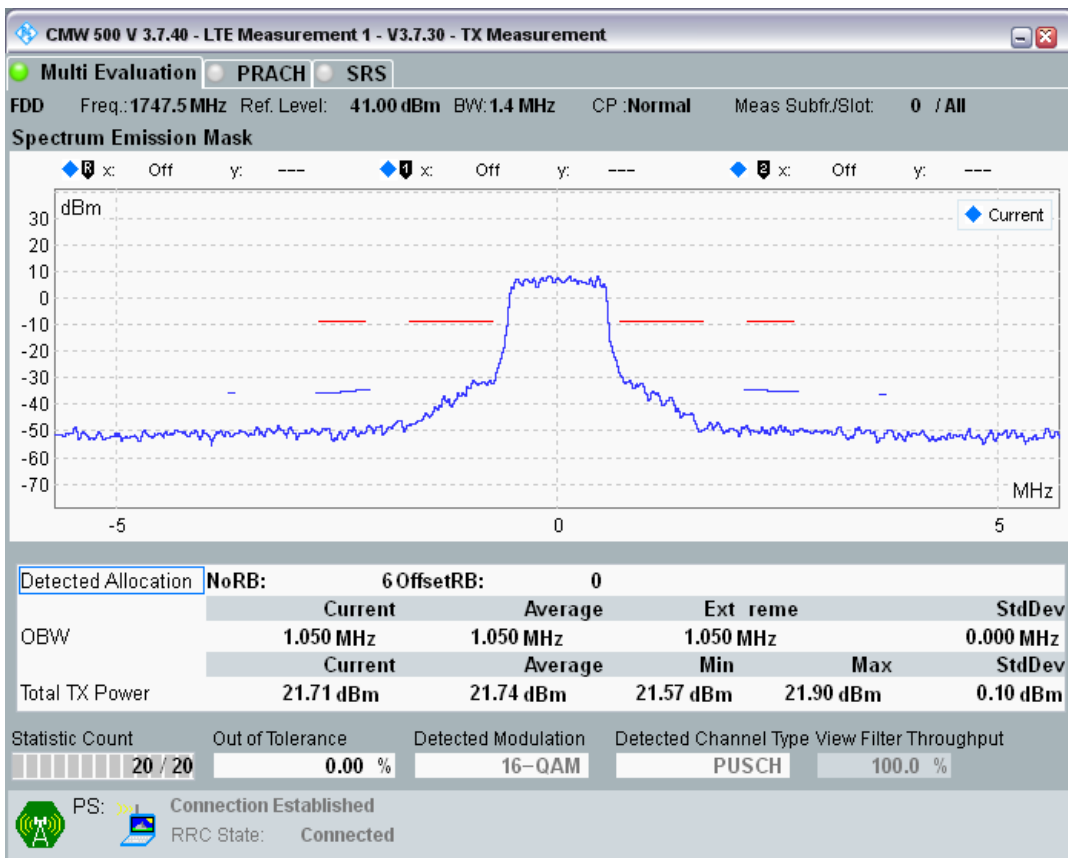 CMW 500 V 3.7.40 - LTE Measurement 1 - V3.7.30 - TX Measurement
Multi Evaluation PRACH SRS
FDD Freq.: 1747.5 MHz Ref. Level: 41.00 dBm BW: 1.4 MHz CP :Normal Meas Subfr./Slot: 0 / All
Spectrum Emission Mask
R x: Off y: --- 1 x: Off y: --- 2 x: Off y: ---
dBm
Current
30
20
10
0
-10
-20
-30
-40
-50
-60
-70
MHz
-5 0 5
Detected Allocation NoRB: 6 OffsetRB: 0
Current Average Ext reme StdDev
OBW 1.050 MHz 1.050 MHz 1.050 MHz 0.000 MHz
Current Average Min Max StdDev
Total TX Power 21.71 dBm 21.74 dBm 21.57 dBm 21.90 dBm 0.10 dBm
Statistic Count Out of Tolerance Detected Modulation Detected Channel Type View Filter Throughput
20 / 20 0.00 % 16-QAM PUSCH 100.0 %
PS: Connection Established
RRC State: Connected